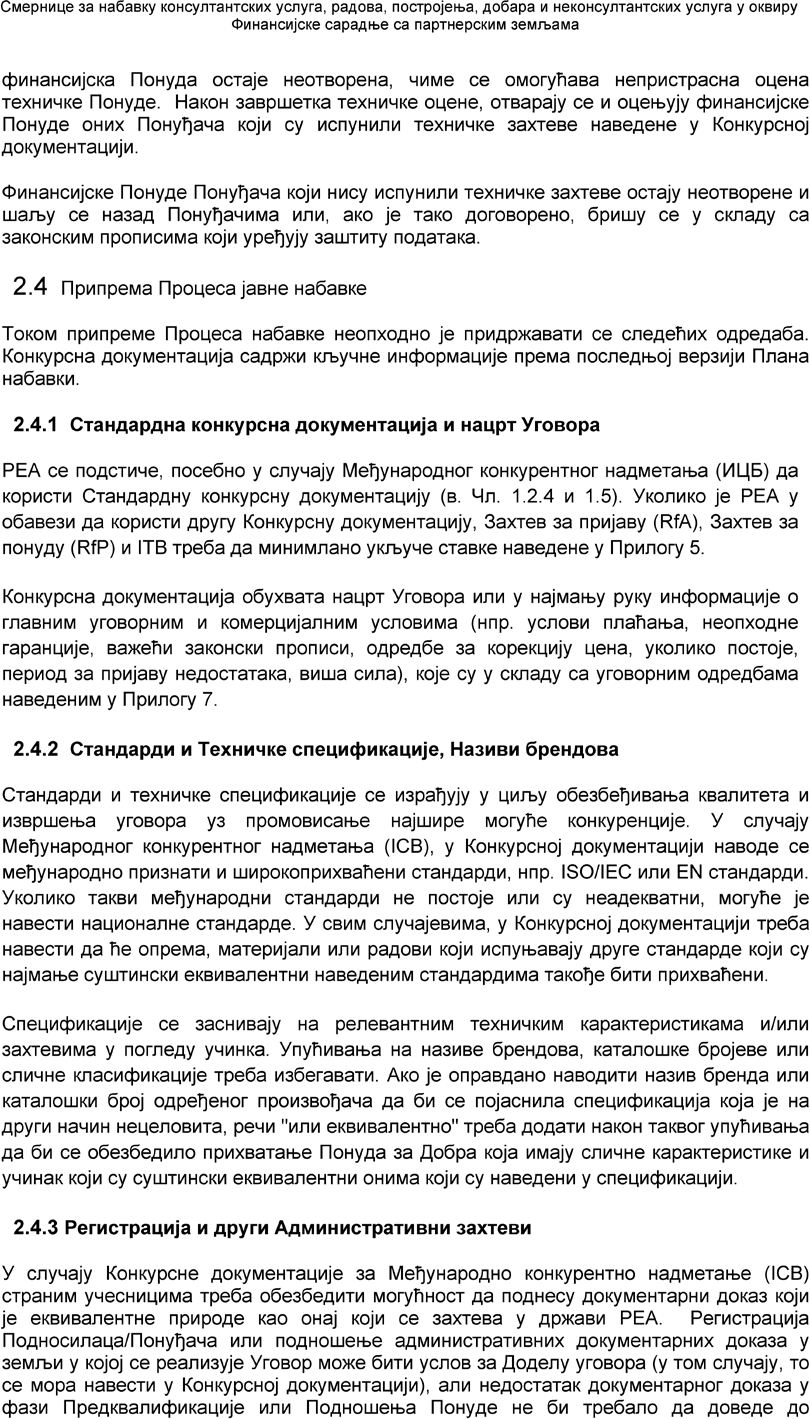 Смернице за набавку консултантских услуга, радова, постројења, добара и неконсултантских услуга у оквиру
Финансијске сарадње са партнерским земљама
финансијска Понуда остаје неотворена, чиме се омогућава непристрасна оцена
техничке Понуде. Након завршетка техничке оцене, отварају се и оцењују финансијске
Понуде оних Понуђача који су испунили техничке захтеве наведене у Конкурсној
документацији.
Финансијске Понуде Понуђача који нису испунили техничке захтеве остају неотворене и
шаљу се назад Понуђачима или, ако је тако договорено, бришу се у складу са
законским прописима који уређују заштиту података.
2.4 Припрема Процеса јавне набавке
Током припреме Процеса набавке неопходно је придржавати се следећих одредаба.
Конкурсна документација садржи кључне информације према последњој верзији Плана
набавки.
2.4.1 Стандардна конкурсна документација и нацрт Уговора
РЕА се подстиче, посебно у случају Међународног конкурентног надметања (ИЦБ) да
користи Стандардну конкурсну документацију (в. Чл. 1.2.4 и 1.5). Уколико је РЕА у
обавези да користи другу Конкурсну документацију, Захтев за пријаву (RfA), Захтев за
понуду (RfP) и ITB треба да минимлано укључе ставке наведене у Прилогу 5.
Конкурсна документација обухвата нацрт Уговора или у најмању руку информације о
главним уговорним и комерцијалним условима (нпр. услови плаћања, неопходне
гаранције, важећи законски прописи, одредбе за корекцију цена, уколико постоје,
период за пријаву недостатака, виша сила), које су у складу са уговорним одредбама
наведеним у Прилогу 7.
2.4.2 Стандарди и Техничке спецификације, Називи брендова
Стандарди и техничке спецификације се израђују у циљу обезбеђивања квалитета и
извршења уговора уз промовисање најшире могуће конкуренције. У случају
Међународног конкурентног надметања (ICB), у Конкурсној документацији наводе се
међународно признати и широкоприхваћени стандарди, нпр. ISO/IEC или EN стандарди.
Уколико такви међународни стандарди не постоје или су неадекватни, могуће је
навести националне стандарде. У свим случајевима, у Конкурсној документацији треба
навести да ће опрема, материјали или радови који испуњавају друге стандарде који су
најмање суштински еквивалентни наведеним стандардима такође бити прихваћени.
Спецификације се заснивају на релевантним техничким карактеристикама и/или
захтевима у погледу учинка. Упућивања на називе брендова, каталошке бројеве или
сличне класификације треба избегавати. Ако је оправдано наводити назив бренда или
каталошки број одређеног произвођача да би се појаснила спецификација која је на
други начин нецеловита, речи "или еквивалентно" треба додати након таквог упућивања
да би се обезбедило прихватање Понуда за Добра која имају сличне карактеристике и
учинак који су суштински еквивалентни онима који су наведени у спецификацији.
2.4.3 Регистрација и други Административни захтеви
У случају Конкурсне документације за Међународно конкурентно надметање (ICB)
страним учесницима треба обезбедити могућност да поднесу документарни доказ који
је еквивалентне природе као онај који се захтева у држави РЕА. Регистрација
Подносилаца/Понуђача или подношење административних документарних доказа у
земљи у којој се реализује Уговор може бити услов за Доделу уговора (у том случају, то
се мора навести у Конкурсној документацији), али недостатак документарног доказа у
фази Предквалификације или Подношења Понуде не би требало да доведе до